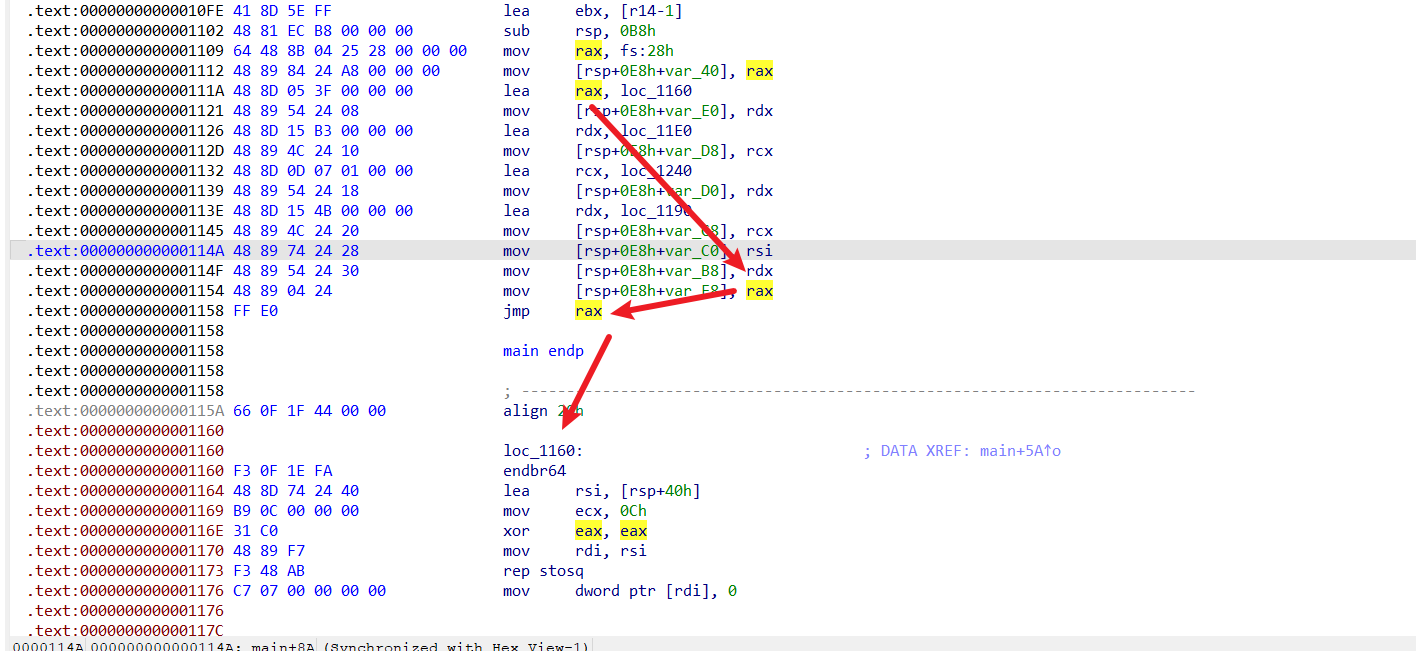 .text:00000000000010FE 41 8D 5E FF lea ebx, [r14-1]
.text:0000000000001102 48 81 EC B8 00 00 00 sub rsp, 0B8h
.text:0000000000001109 64 48 8B 04 25 28 00 00 00 mov rax, fs:28h
.text:0000000000001112 48 89 84 24 A8 00 00 00 mov [rsp+0E8h+var_40], rax
.text:000000000000111A 48 8D 05 3F 00 00 00 lea rax, loc_1160
.text:0000000000001121 48 89 54 24 08 mov [rsp+0E8h+var_E0], rdx
.text:0000000000001126 48 8D 15 B3 00 00 00 lea rdx, loc_11E0
.text:000000000000112D 48 89 4C 24 10 mov [rsp+0E8h+var_D8], rcx
.text:0000000000001132 48 8D 0D 07 01 00 00 lea rcx, loc_1240
.text:0000000000001139 48 89 54 24 18 mov [rsp+0E8h+var_D0], rdx
.text:000000000000113E 48 8D 15 4B 00 00 00 lea rdx, loc_1190
.text:0000000000001145 48 89 4C 24 20 mov [rsp+0E8h+var_C8], rcx
.text:000000000000114A 48 89 74 24 28 mov [rsp+0E8h+var_C0], rsi
.text:000000000000114F 48 89 54 24 30 mov [rsp+0E8h+var_B8], rdx
.text:0000000000001154 48 89 04 24 mov [rsp+0E8h+var_E8], rax
.text:0000000000001158 FF E0 jmp rax
.text:0000000000001158
.text:0000000000001158 main endp
.text:0000000000001158
.text:0000000000001158 ; ---------------------------------------------------------------------------
.text:000000000000115A 66 0F 1F 44 00 00 align 20h
.text:0000000000001160
.text:0000000000001160 loc_1160: ; DATA XREF: main+5A↑o
.text:0000000000001160 F3 0F 1E FA endbr64
.text:0000000000001164 48 8D 74 24 40 lea rsi, [rsp+40h]
.text:0000000000001169 B9 0C 00 00 00 mov ecx, 0Ch
.text:000000000000116E 31 C0 xor eax, eax
.text:0000000000001170 48 89 F7 mov rdi, rsi
.text:0000000000001173 F3 48 AB rep stosq
.text:0000000000001176 C7 07 00 00 00 00 mov dword ptr [rdi], 0
.text:0000000000001176
.text:000000000000117C
0000114A 000000000000114A: main+8A (Synchronized with Hex View-1)